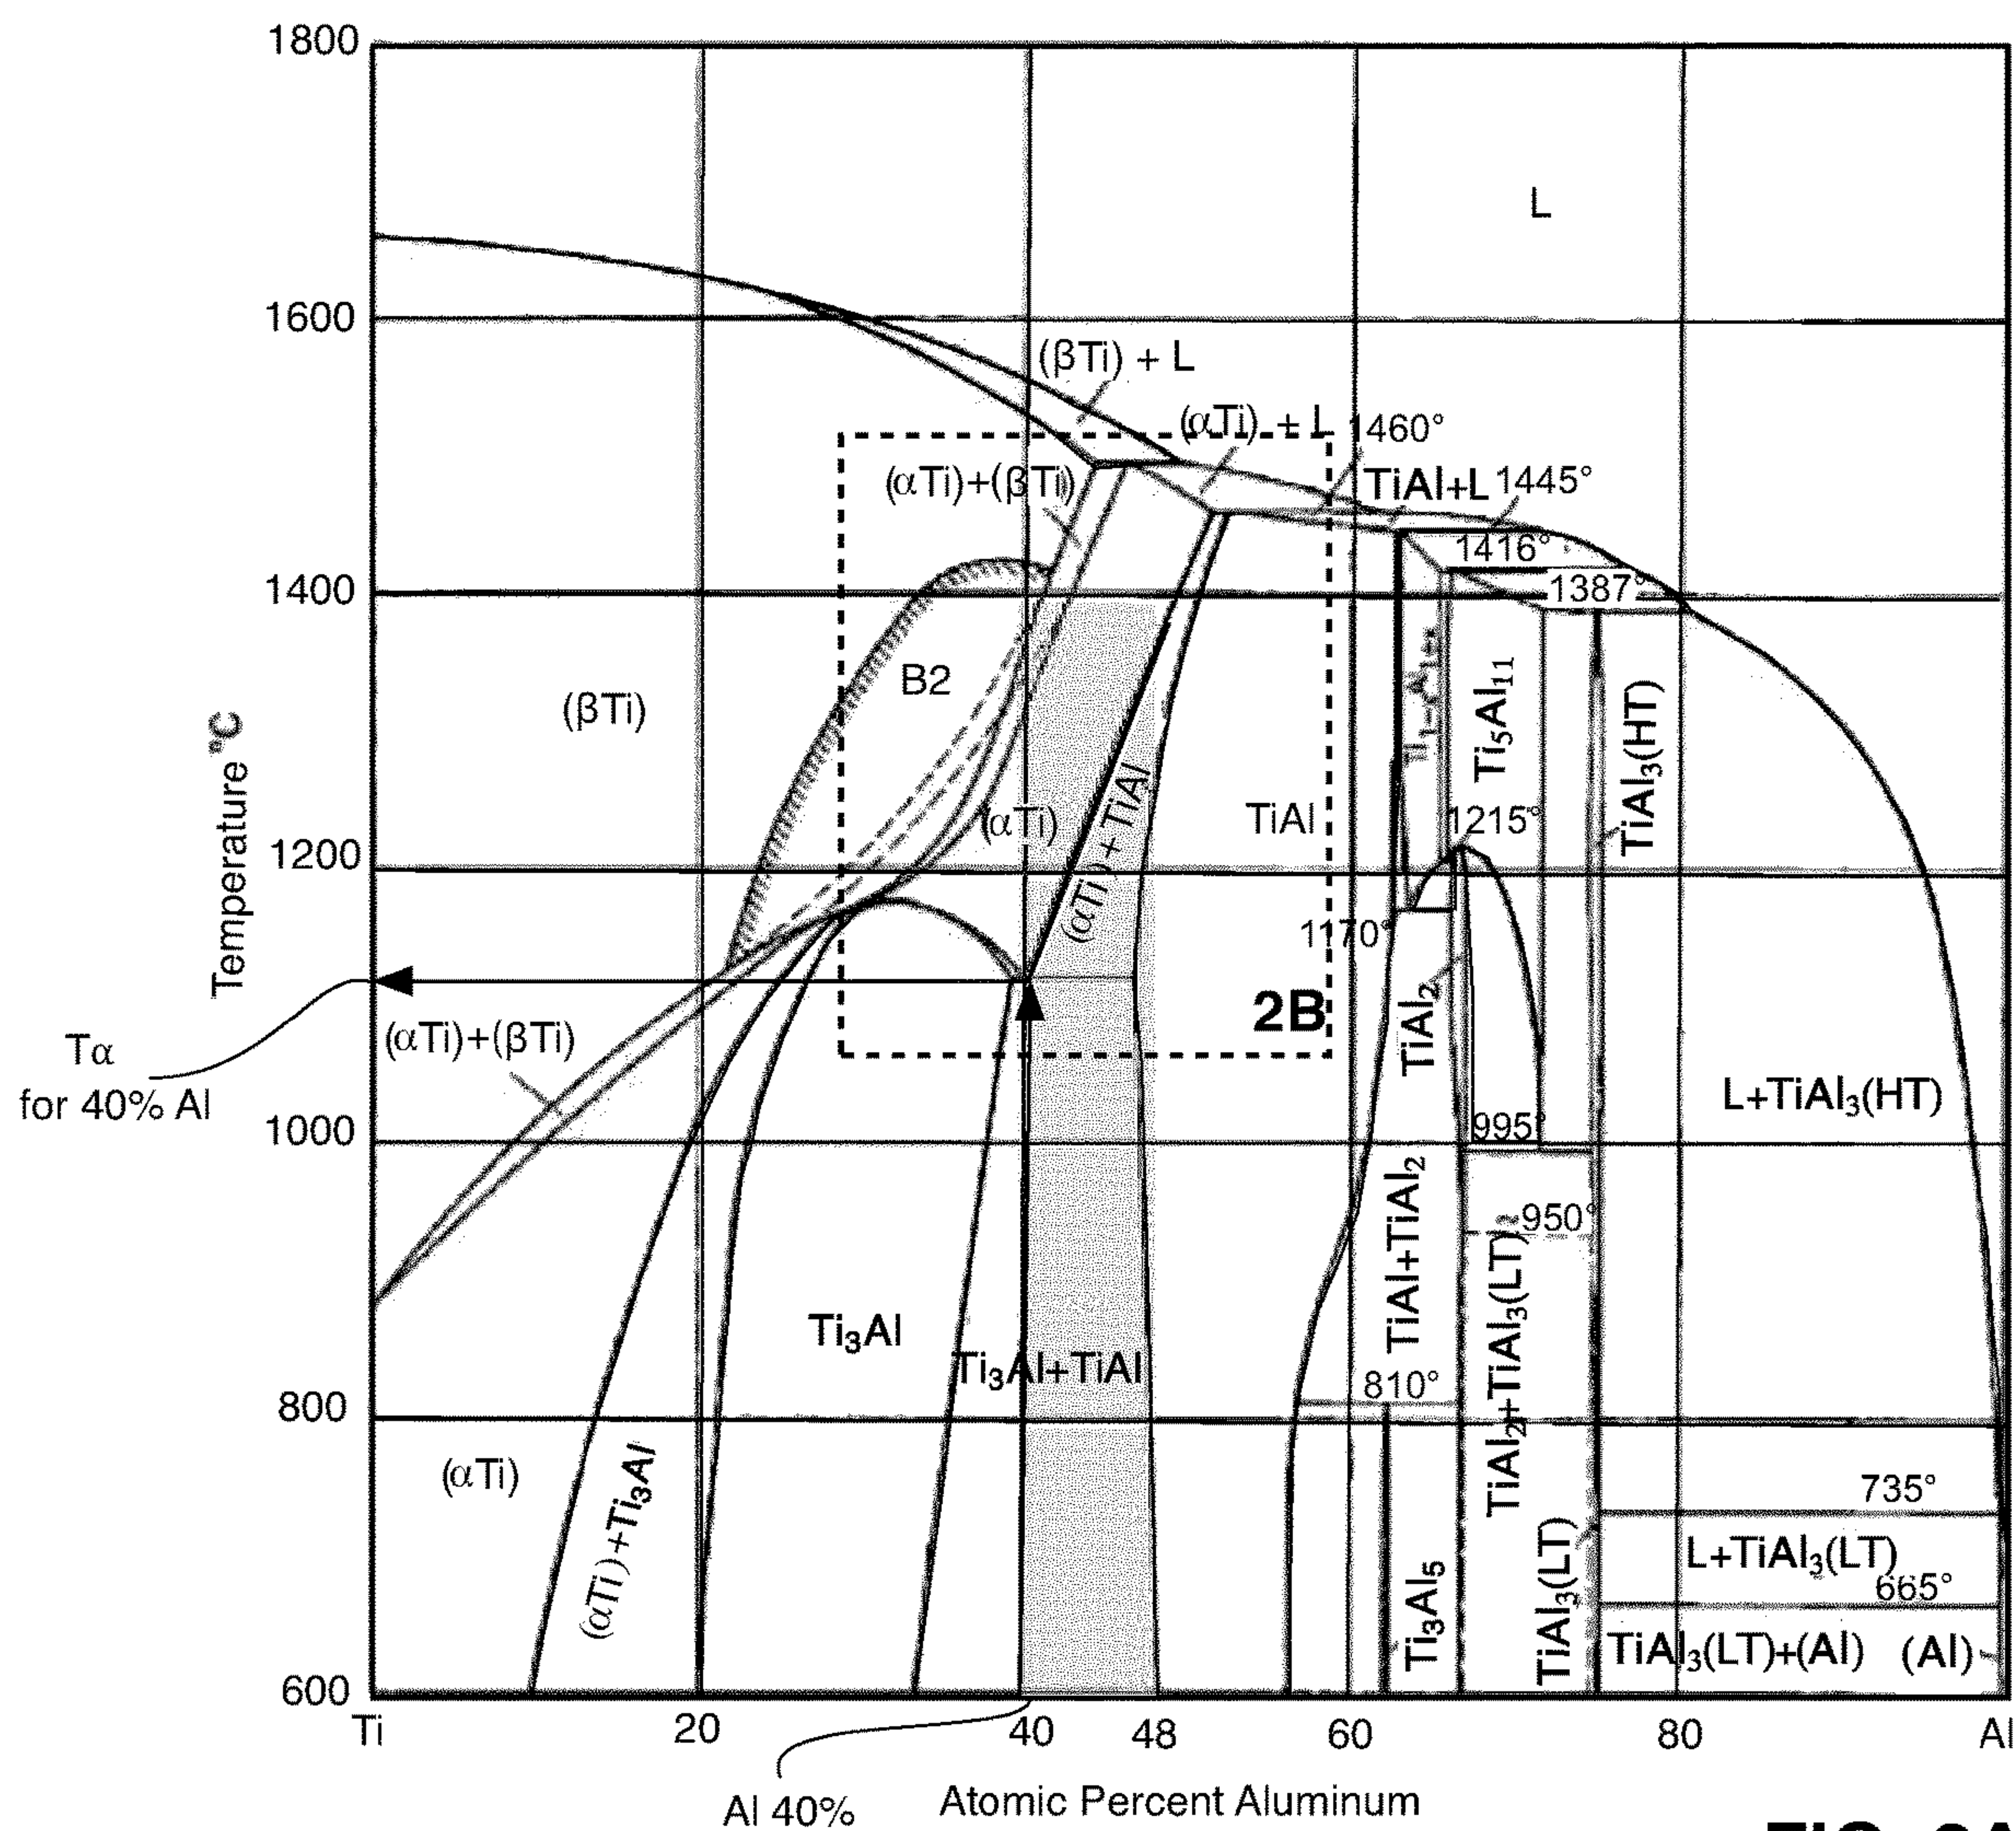 1800
L
1600
(βTi) + L
(αTi) + L
1460°
(αTi)+(βTi)
TiAl+L
1445°
1416°
1400
1387°
B2
(βTi)
Ti₅Al₁₁
TiAl₃(HT)
Temperature °C
(αTi)
(αTi) + TiAl
TiAl
1215°
1200
1170°
2B
TiAl₂
Tα
for 40% Al
(αTi)+(βTi)
L+TiAl₃(HT)
1000
995°
950°
TiAl+TiAl₂
TiAl₂+TiAl₃(LT)
Ti₃Al
Ti₃Al+TiAl
810°
800
(αTi)
(αTi)+Ti₃Al
735°
L+TiAl₃(LT)
665°
Ti₃Al₅
TiAl₃(LT)
TiAl₃(LT)+(Al)
(Al)
600
Ti
20
40
48
60
80
Al
Al 40%
Atomic Percent Aluminum